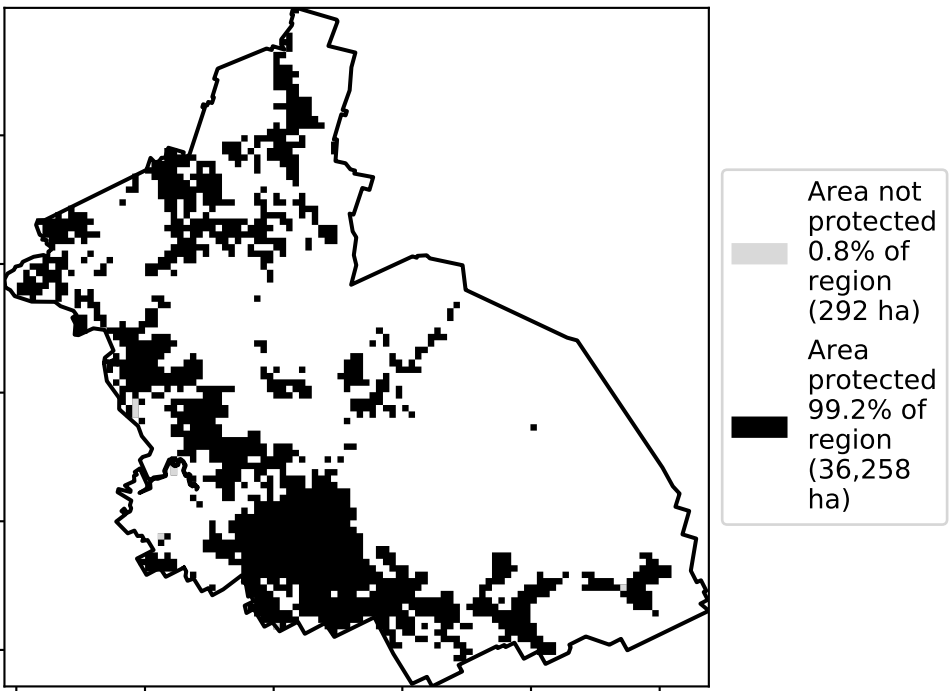 Area not
protected
0.8% of
region
(292 ha)
Area
protected
99.2% of
region
(36,258
ha)